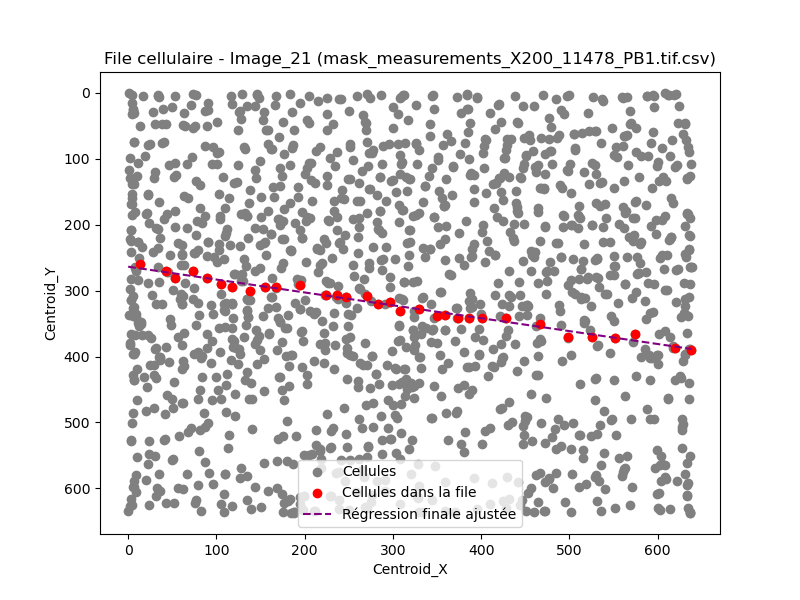 File cellulaire - Image_21 (mask_measurements_X200_11478_PB1.tif.csv)
0
100
200
300
400
500
600
Centroid_Y
Cellules
Cellules dans la file
Régression finale ajustée
0 100 200 300 400 500 600
Centroid_X